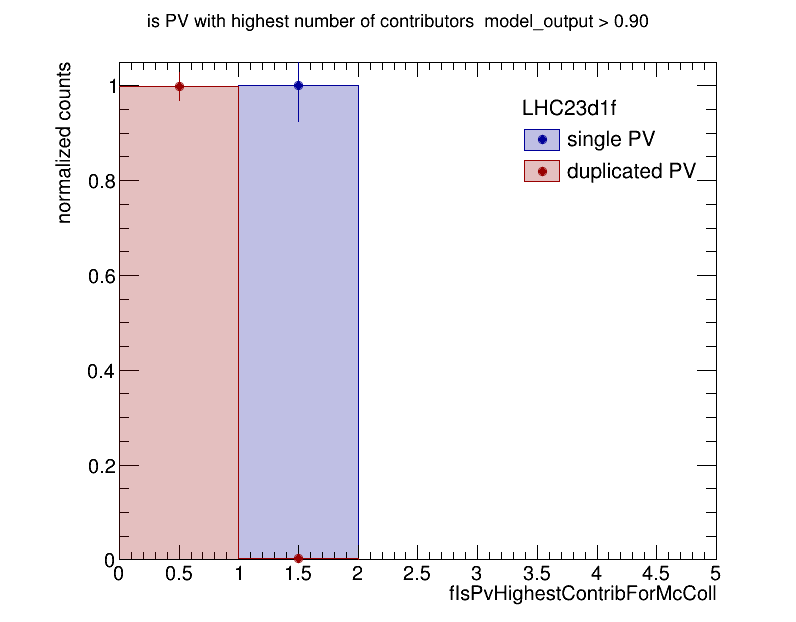 is PV with highest number of contributors  model_output > 0.90
normalized counts
LHC23d1f
single PV
duplicated PV
1
0.8
0.6
0.4
0.2
0
0 0.5 1 1.5 2 2.5 3 3.5 4 4.5 5
fIsPvHighestContribForMcColl